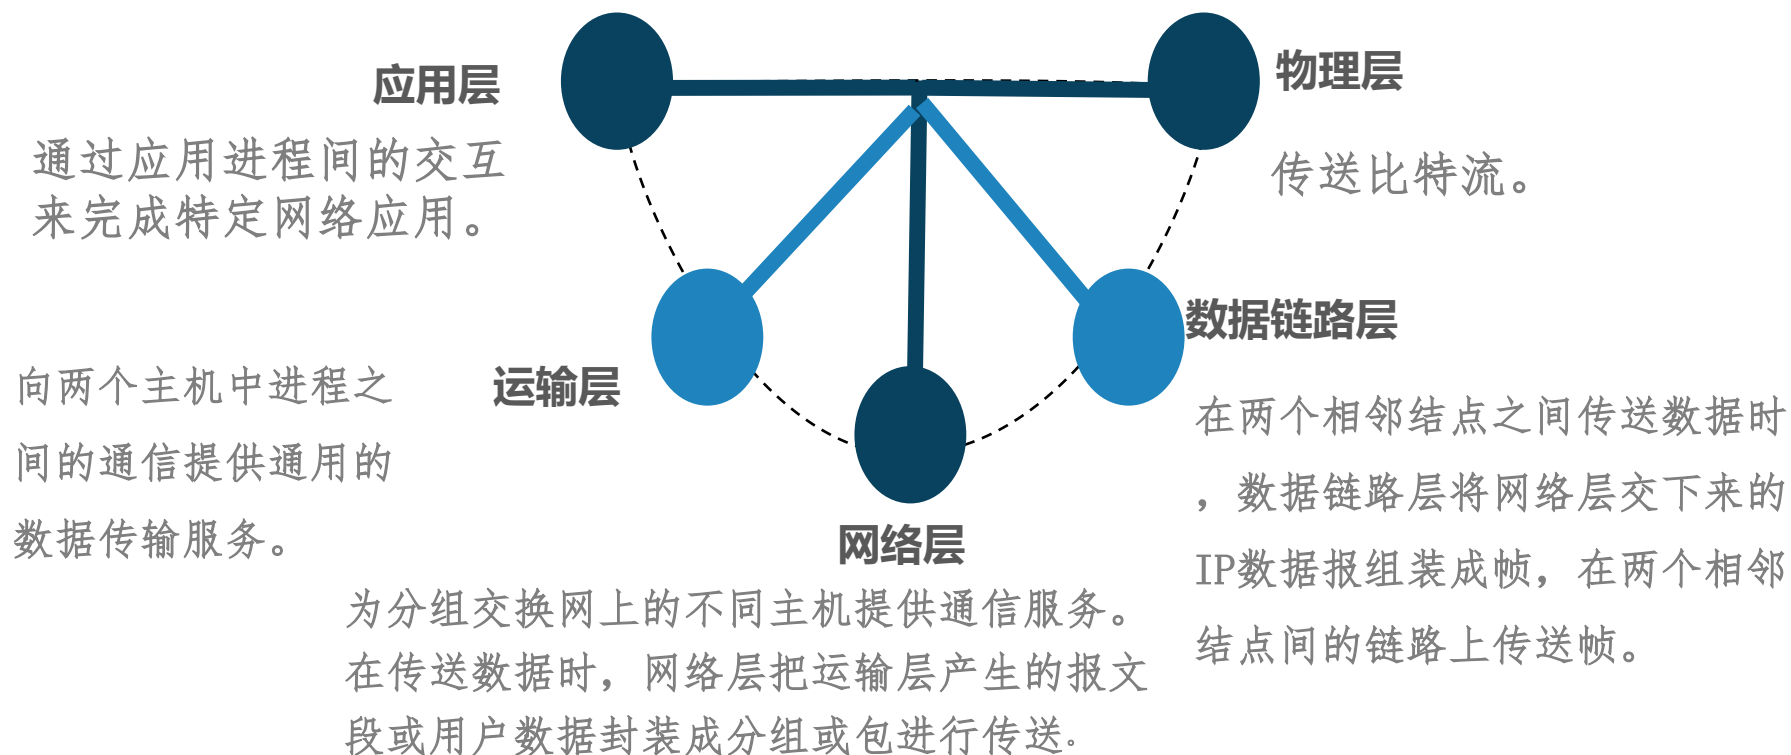 应用层
通过应用进程间的交互
来完成特定网络应用。
物理层
传送比特流。
运输层
向两个主机中进程之
间的通信提供通用的
数据传输服务。
数据链路层
在两个相邻结点之间传送数据时
，数据链路层将网络层交下来的
IP数据报组装成帧，在两个相邻
结点间的链路上传送帧。
网络层
为分组交换网上的不同主机提供通信服务。
在传送数据时，网络层把运输层产生的报文
段或用户数据封装成分组或包进行传送。